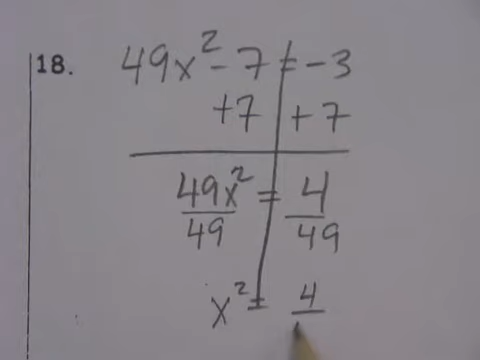 18. 49x² - 7 = -3
+7 +7
49x² = 4
49 49
x² = 4